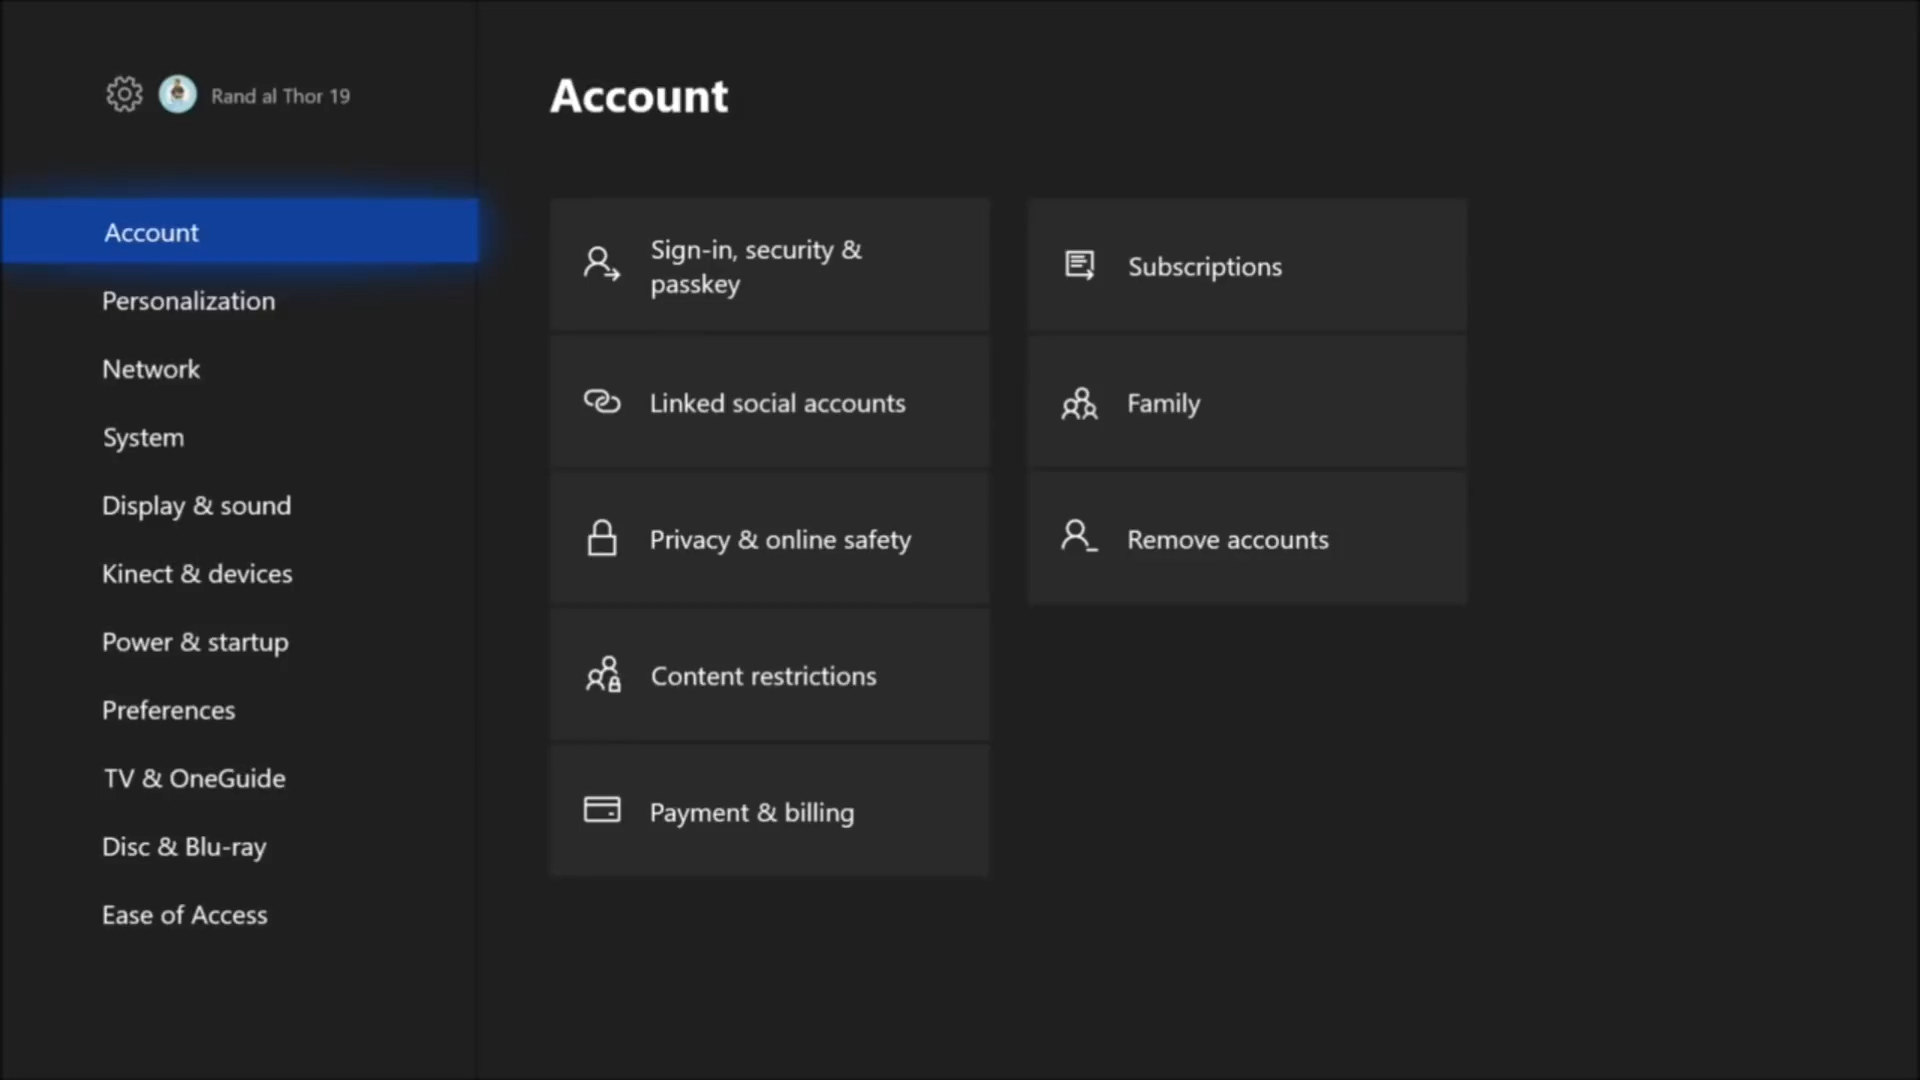 Rand al Thor 19
Account
Personalization
Network
System
Display & sound
Kinect & devices
Power & startup
Preferences
TV & OneGuide
Disc & Blu-ray
Ease of Access
Account
Sign-in, security &
passkey
Linked social accounts
Privacy & online safety
Content restrictions
Payment & billing
Subscriptions
Family
Remove accounts